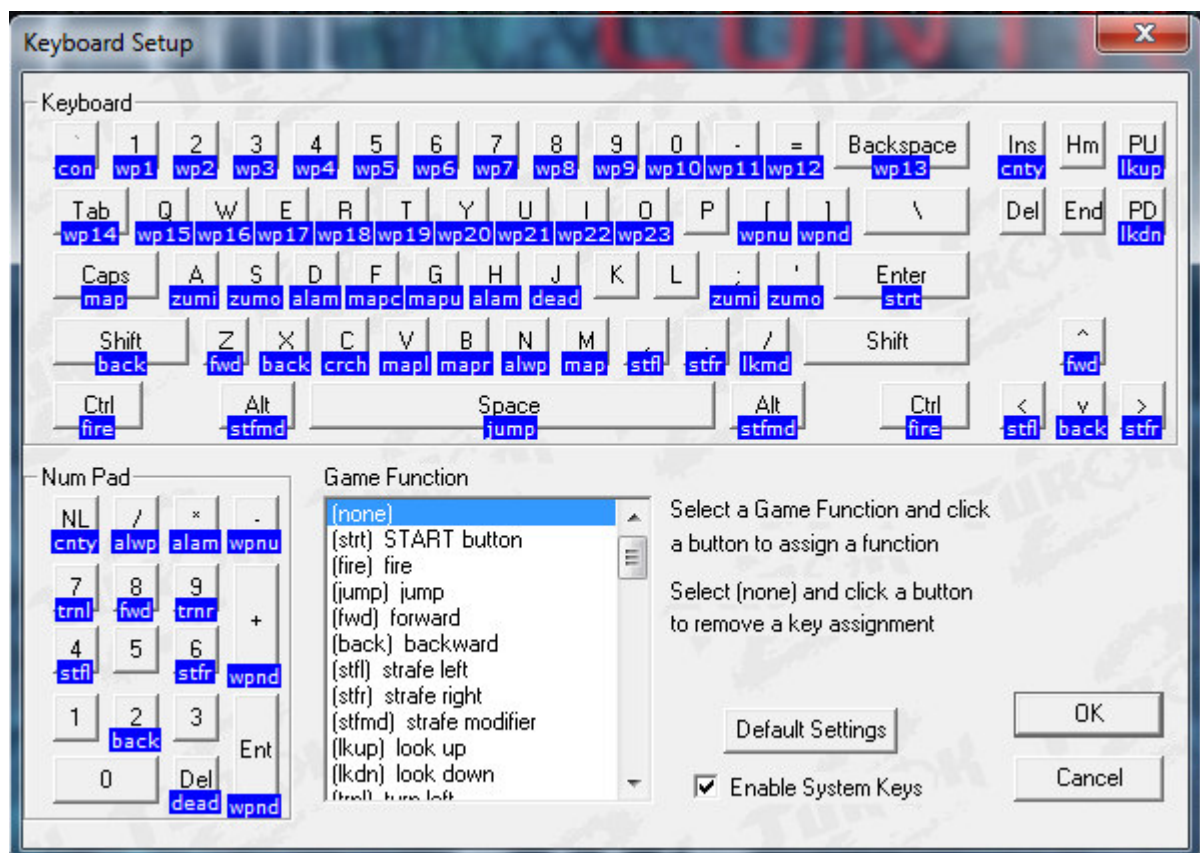 Keyboard Setup
Keyboard
` 1 2 3 4 5 6 7 8 9 0 - = Backspace Ins Hm PU
con wp1 wp2 wp3 wp4 wp5 wp6 wp7 wp8 wp9 wp10 wp11 wp12 wp13 cnty lkup
Tab Q W E R T Y U I O P [ ] \ Del End PD
wp14 wp15 wp16 wp17 wp18 wp19 wp20 wp21 wp22 wp23 wpnu wpnd lkdn
Caps A S D F G H J K L ; ' Enter
map zumi zumo alam mapc mapu alam dead zumi zumo strt
Shift Z X C V B N M , . / Shift ^
back fwd back crch mapl mapr alwp map stfl stfr lkmd fwd
Ctrl Alt Space Alt Ctrl < v >
fire stfmd jump stfmd fire stfl back stfr
Num Pad
NL / * -
cnty alwp alam wpnu
7 8 9 +
trnl fwd trnr
4 5 6
stfl stfr wpnd
1 2 3 Ent
back
0 Del
dead wpnd
Game Function
(none)
(strt) START button
(fire) fire
(jump) jump
(fwd) forward
(back) backward
(stfl) strafe left
(stfr) strafe right
(stfmd) strafe modifier
(lkup) look up
(lkdn) look down
(trnl) turn left
Select a Game Function and click
a button to assign a function
Select (none) and click a button
to remove a key assignment
Default Settings
Enable System Keys
OK
Cancel